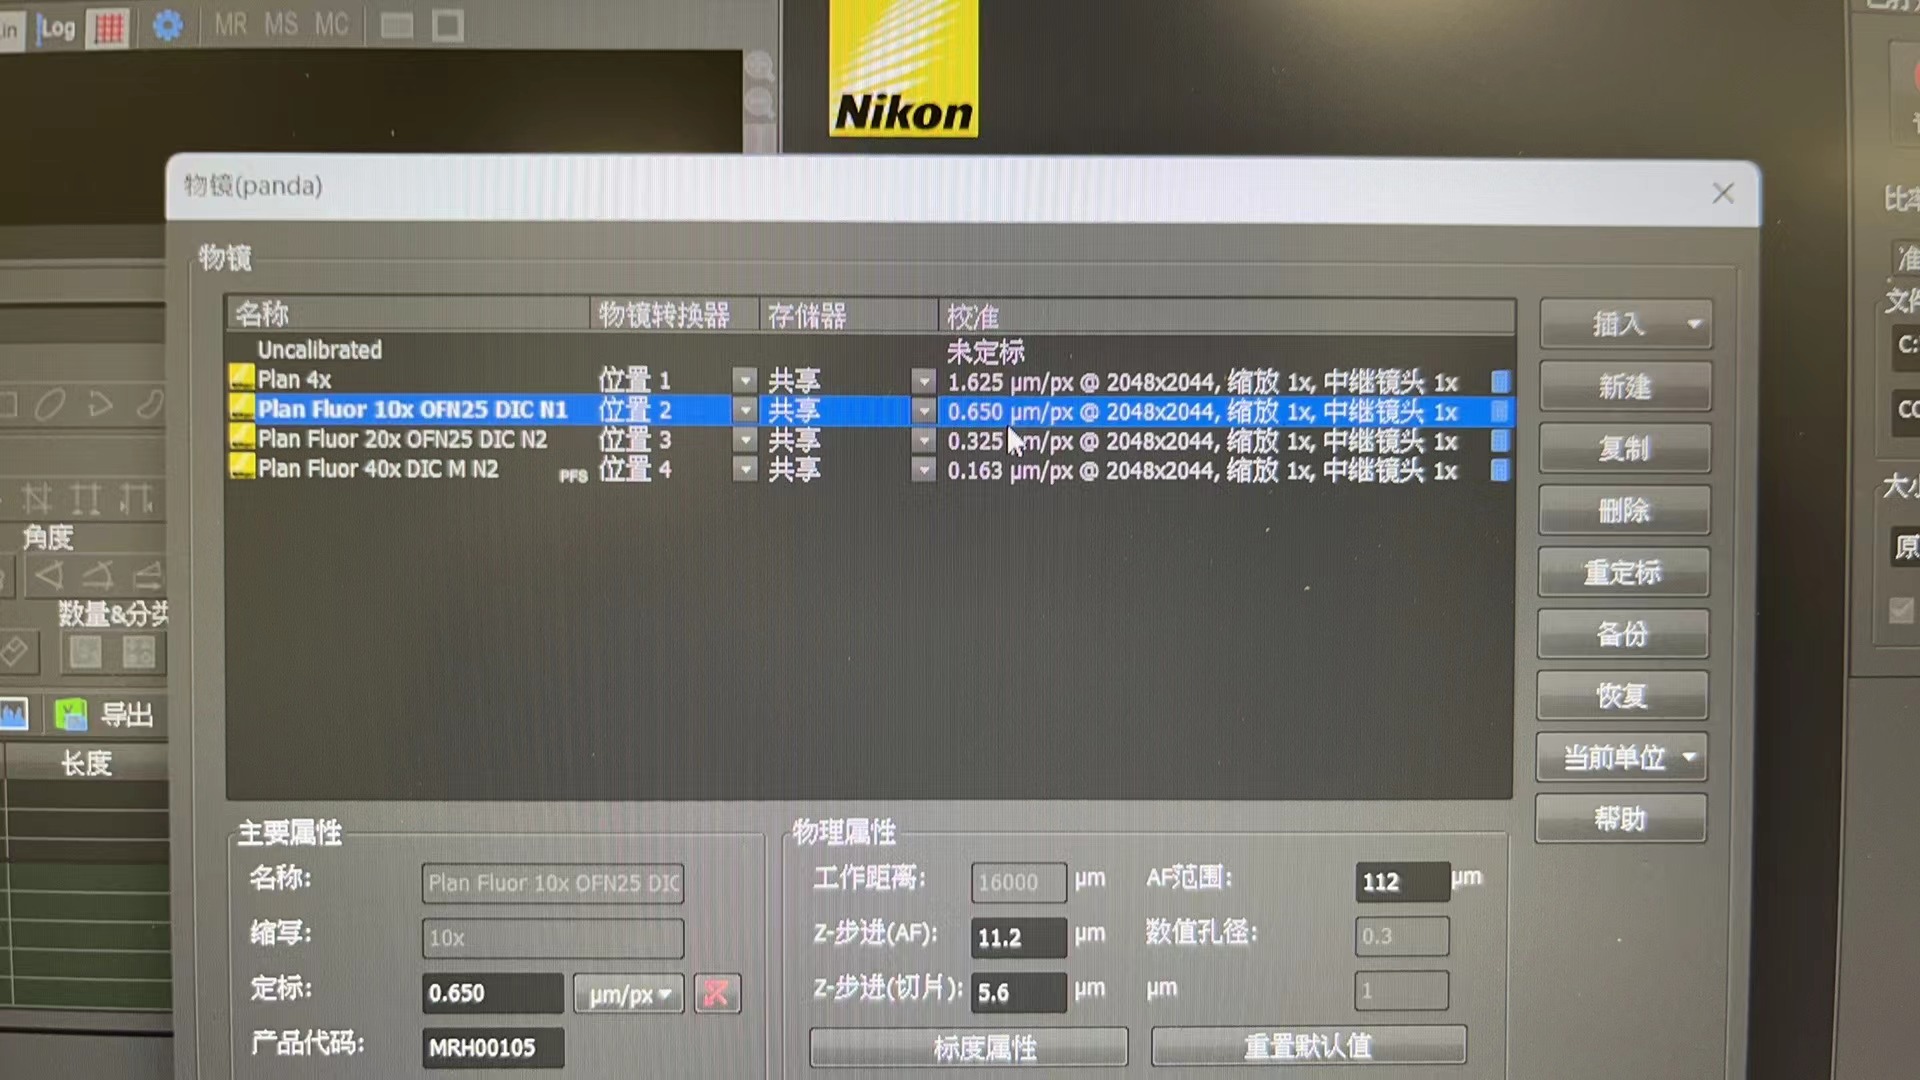 Log
MR MS MC
Nikon
物镜(panda)
物镜
名称 物镜转换器 存储器 校准
Uncalibrated 未定标
Plan 4x 位置 1 共享 1.625 µm/px @ 2048x2044, 缩放 1x, 中继镜头 1x
Plan Fluor 10x OFN25 DIC N1 位置 2 共享 0.650 µm/px @ 2048x2044, 缩放 1x, 中继镜头 1x
Plan Fluor 20x OFN25 DIC N2 位置 3 共享 0.325 µm/px @ 2048x2044, 缩放 1x, 中继镜头 1x
Plan Fluor 40x DIC M N2 PFS 位置 4 共享 0.163 µm/px @ 2048x2044, 缩放 1x, 中继镜头 1x
插入
新建
复制
删除
重定标
备份
恢复
当前单位
帮助
角度
数量&分类
导出
长度
主要属性
名称: Plan Fluor 10x OFN25 DIC
缩写: 10x
定标: 0.650 µm/px
产品代码: MRH00105
物理属性
工作距离: 16000 µm AF范围: 112 µm
Z-步进(AF): 11.2 µm 数值孔径: 0.3
Z-步进(切片): 5.6 µm µm 1
标度属性 重置默认值
比率
准
文件
C:
大小
原